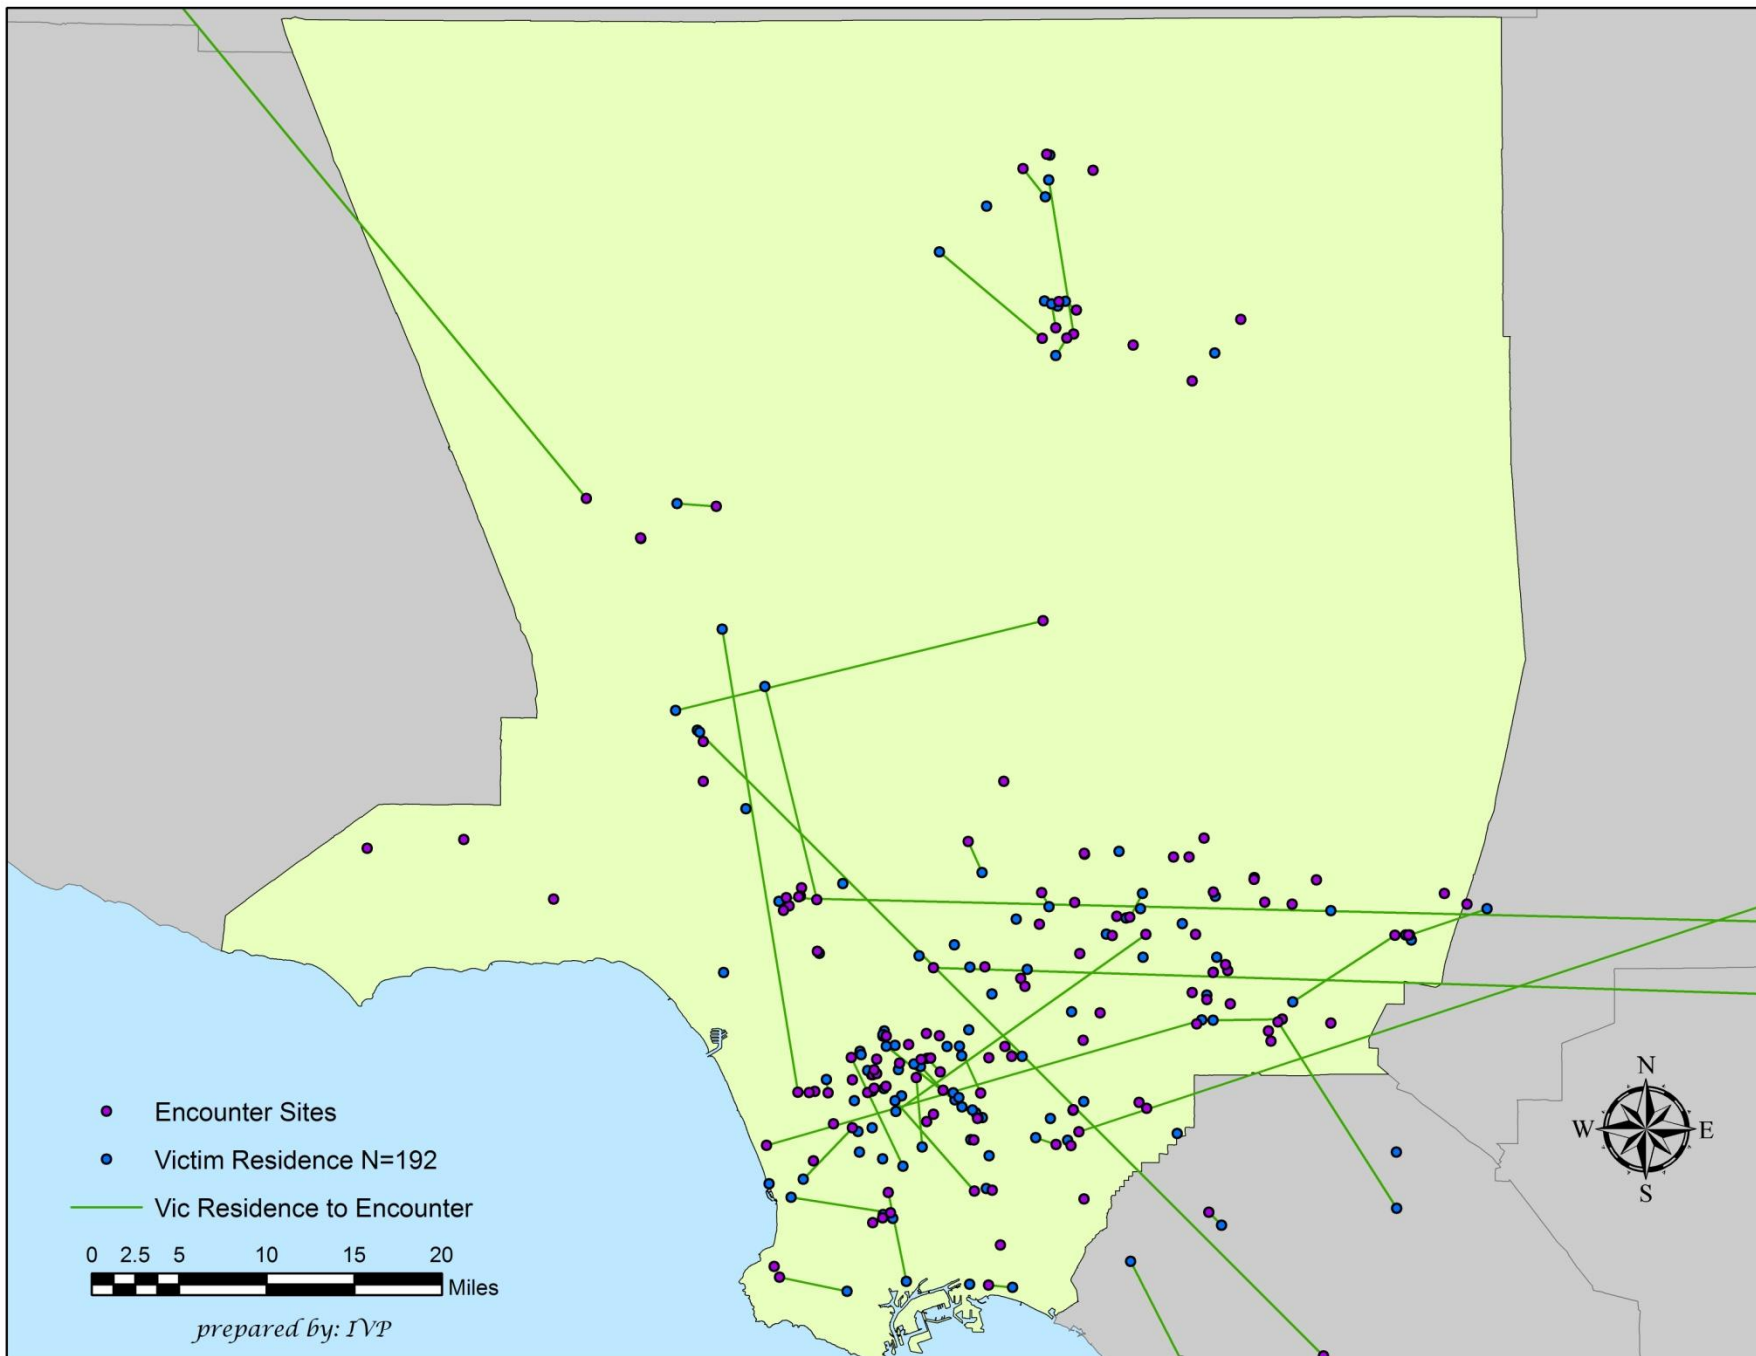 N
W
E
S
Encounter Sites
Victim Residence N=192
Vic Residence to Encounter
0 2.5 5 10 15 20
Miles
prepared by: IVP